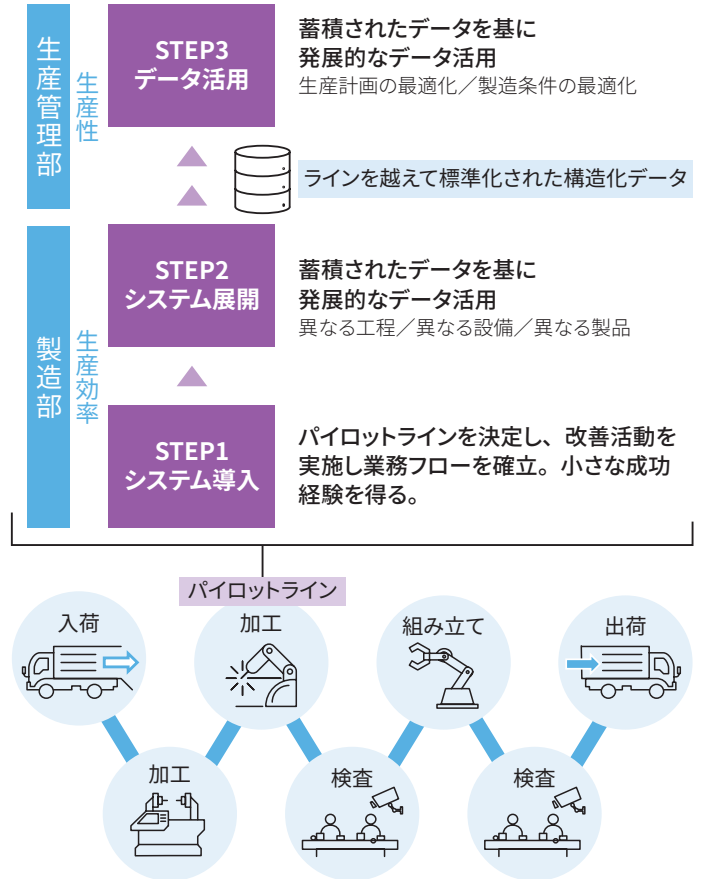 生産管理部
生産性
STEP3
データ活用
蓄積されたデータを基に
発展的なデータ活用
生産計画の最適化／製造条件の最適化
ラインを越えて標準化された構造化データ
製造部
生産効率
STEP2
システム展開
蓄積されたデータを基に
発展的なデータ活用
異なる工程／異なる設備／異なる製品
STEP1
システム導入
パイロットラインを決定し、改善活動を
実施し業務フローを確立。小さな成功
経験を得る。
パイロットライン
入荷
加工
組み立て
出荷
加工
検査
検査